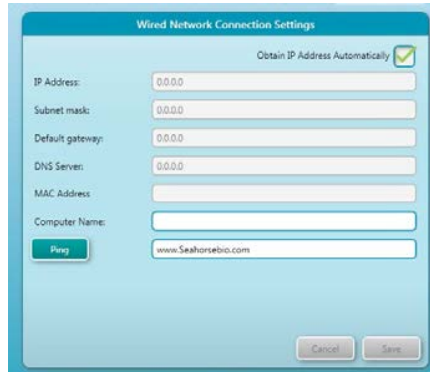 Wired Network Connection Settings
Obtain IP Address Automatically
IP Address: 0.0.0.0
Subnet mask: 0.0.0.0
Default gateway: 0.0.0.0
DNS Server: 0.0.0.0
MAC Address
Computer Name:
Ping www.Seahorsebio.com
Cancel Save